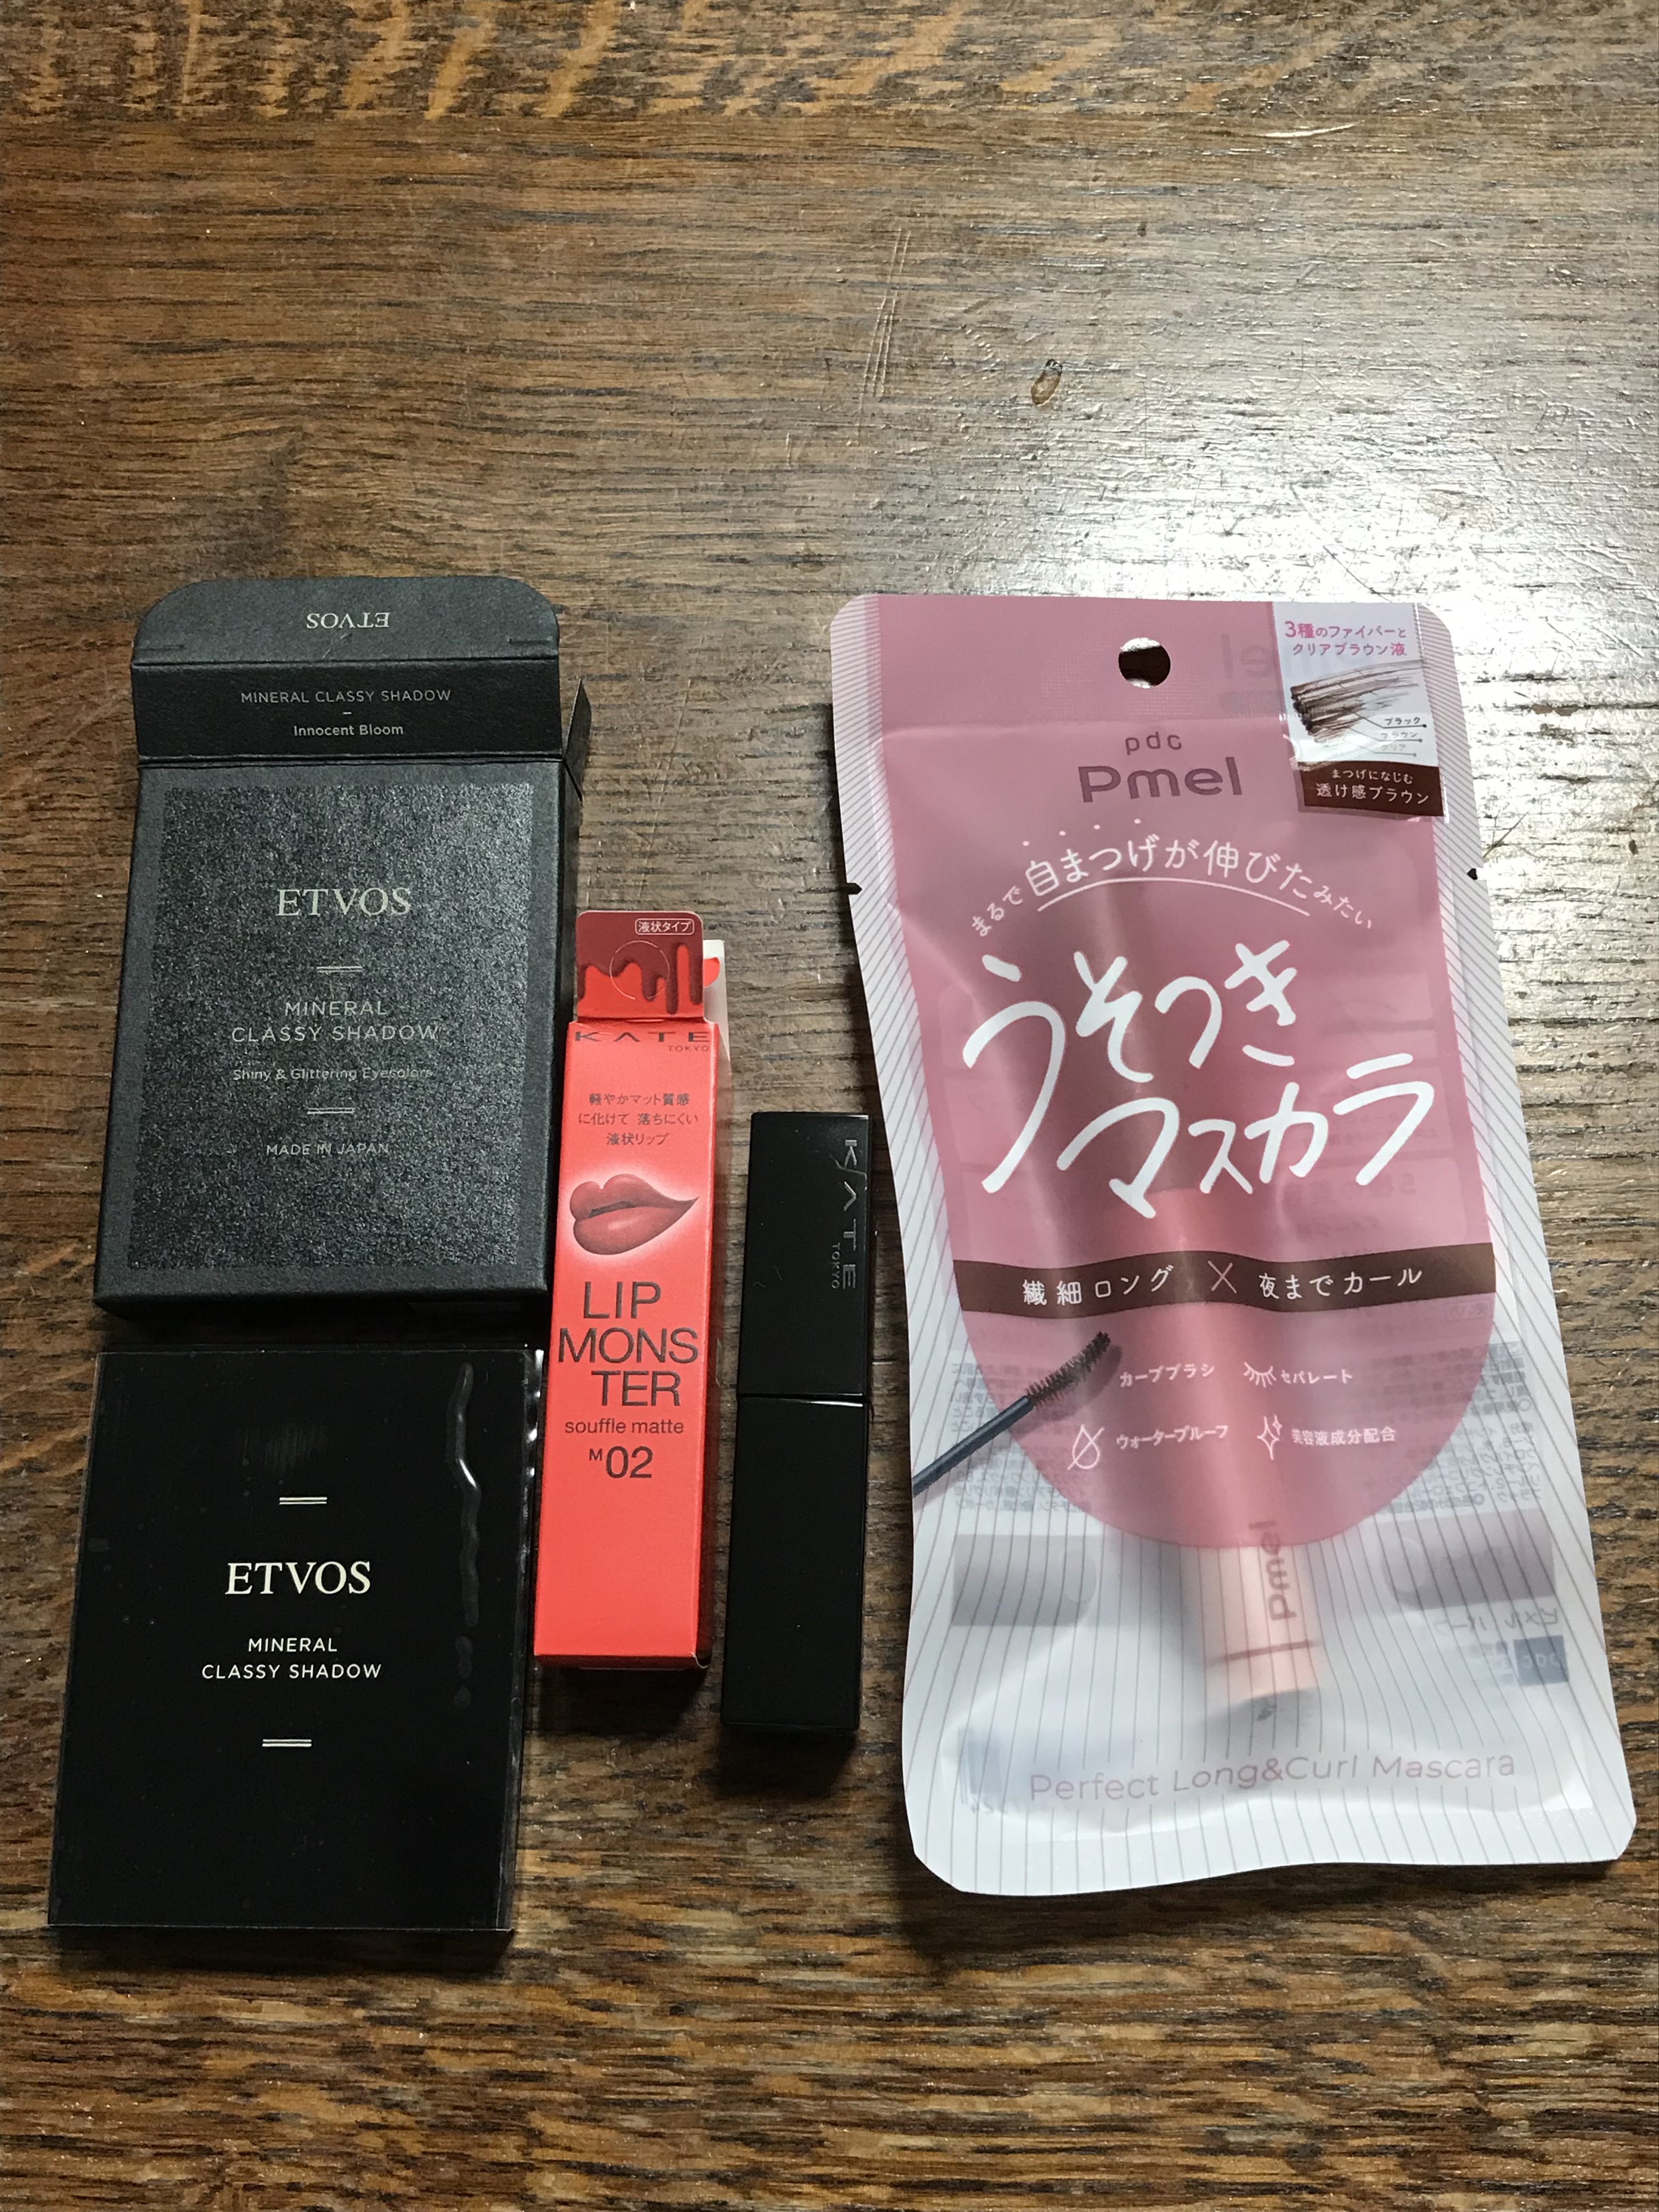 ETVOS
MINERAL CLASSY SHADOW
Innocent Bloom
ETVOS
MINERAL
CLASSY SHADOW
Shiny & Glittering Eyecolors
MADE IN JAPAN
ETVOS
MINERAL
CLASSY SHADOW
液状タイプ
KATE
TOKYO
軽やかマット質感
に化けて 落ちにくい
液状リップ
LIP
MONS
TER
souffle matte
M02
KATE
TOKYO
3種のファイバーと
クリアブラウン液
ブラック
ブラウン
クリア
まつげになじむ
透け感ブラウン
pdc
Pmel
まるで自まつげが伸びたみたい
うそつき
マスカラ
繊細ロング × 夜までカール
カーブブラシ
セパレート
ウォータープルーフ
美容液成分配合
Pmel
Perfect Long&Curl Mascara